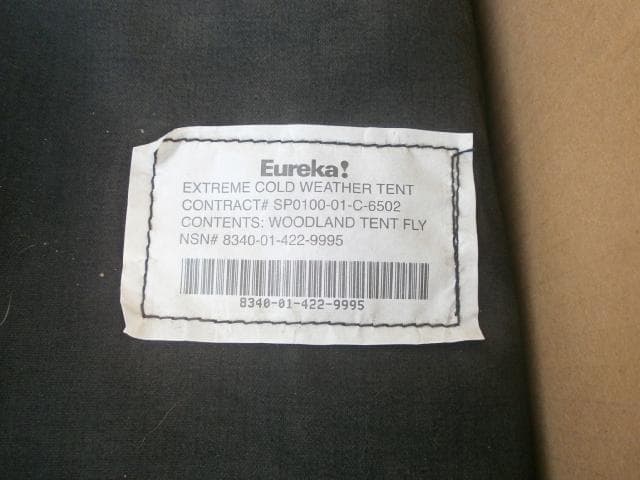 Eureka!
EXTREME COLD WEATHER TENT
CONTRACT# SP0100-01-C-6502
CONTENTS: WOODLAND TENT FLY
NSN# 8340-01-422-9995
8340-01-422-9995